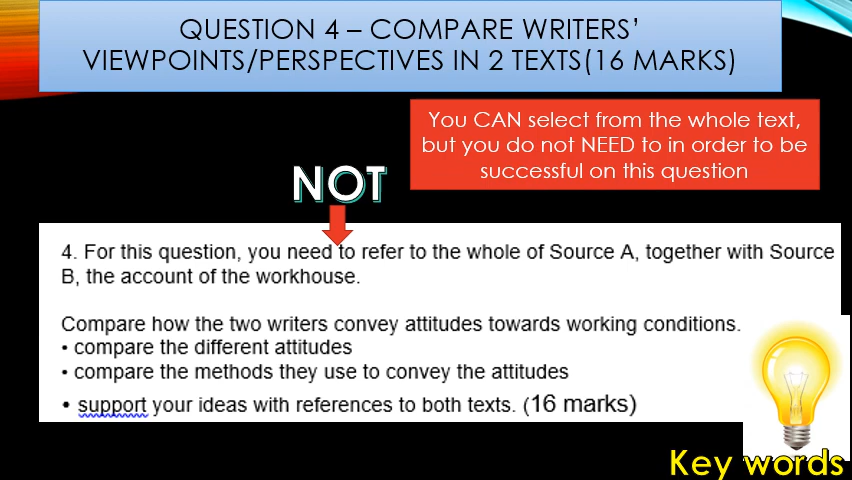 QUESTION 4 – COMPARE WRITERS’
VIEWPOINTS/PERSPECTIVES IN 2 TEXTS(16 MARKS)
You CAN select from the whole text,
but you do not NEED to in order to be
successful on this question
NOT
4. For this question, you need to refer to the whole of Source A, together with Source
B, the account of the workhouse.
Compare how the two writers convey attitudes towards working conditions.
• compare the different attitudes
• compare the methods they use to convey the attitudes
• support your ideas with references to both texts. (16 marks)
Key words